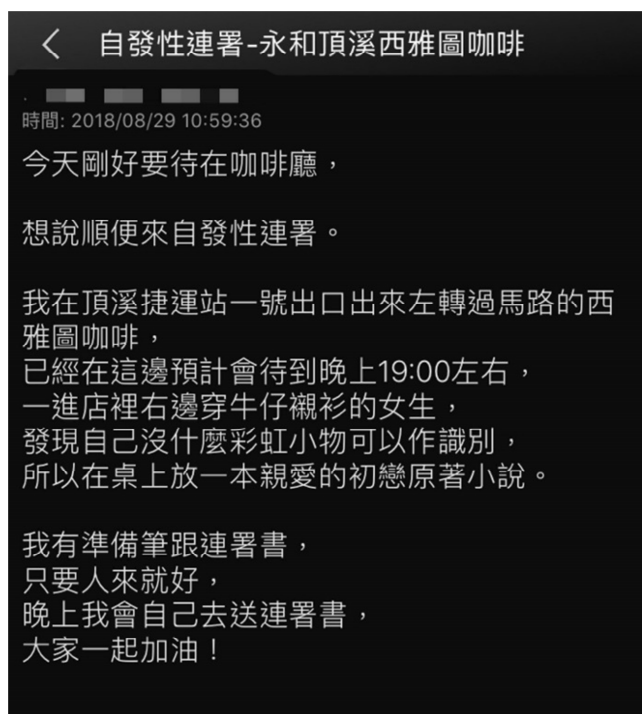 自發性連署-永和頂溪西雅圖咖啡
時間: 2018/08/29 10:59:36
今天剛好要待在咖啡廳，
想說順便來自發性連署。
我在頂溪捷運站一號出口出來左轉過馬路的西
雅圖咖啡，
已經在這邊預計會待到晚上19:00左右，
一進店裡右邊穿牛仔襯衫的女生，
發現自己沒什麼彩虹小物可以作識別，
所以在桌上放一本親愛的初戀原著小說。
我有準備筆跟連署書，
只要人來就好，
晚上我會自己去送連署書，
大家一起加油！